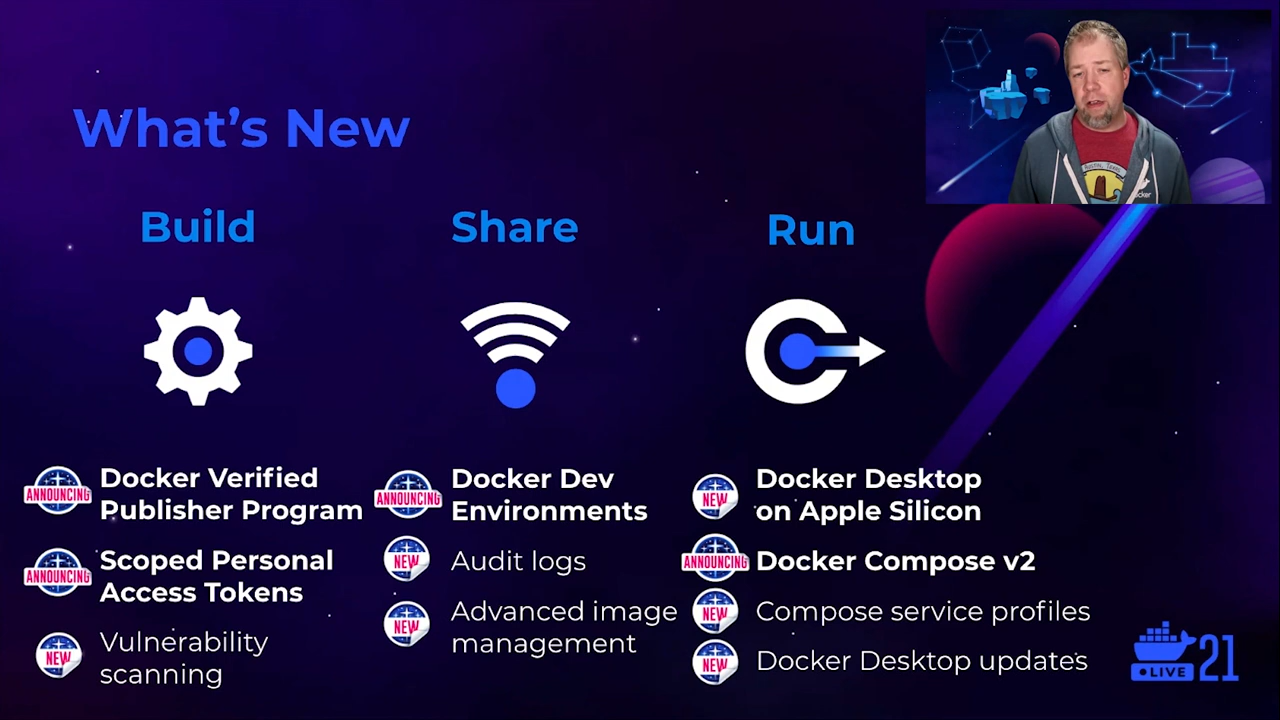 What's New
Build
Share
Run
ANNOUNCING
Docker Verified
Publisher Program
ANNOUNCING
Scoped Personal
Access Tokens
NEW
Vulnerability
scanning
ANNOUNCING
Docker Dev
Environments
NEW
Audit logs
NEW
Advanced image
management
NEW
Docker Desktop
on Apple Silicon
ANNOUNCING
Docker Compose v2
NEW
Compose service profiles
NEW
Docker Desktop updates
LIVE 21